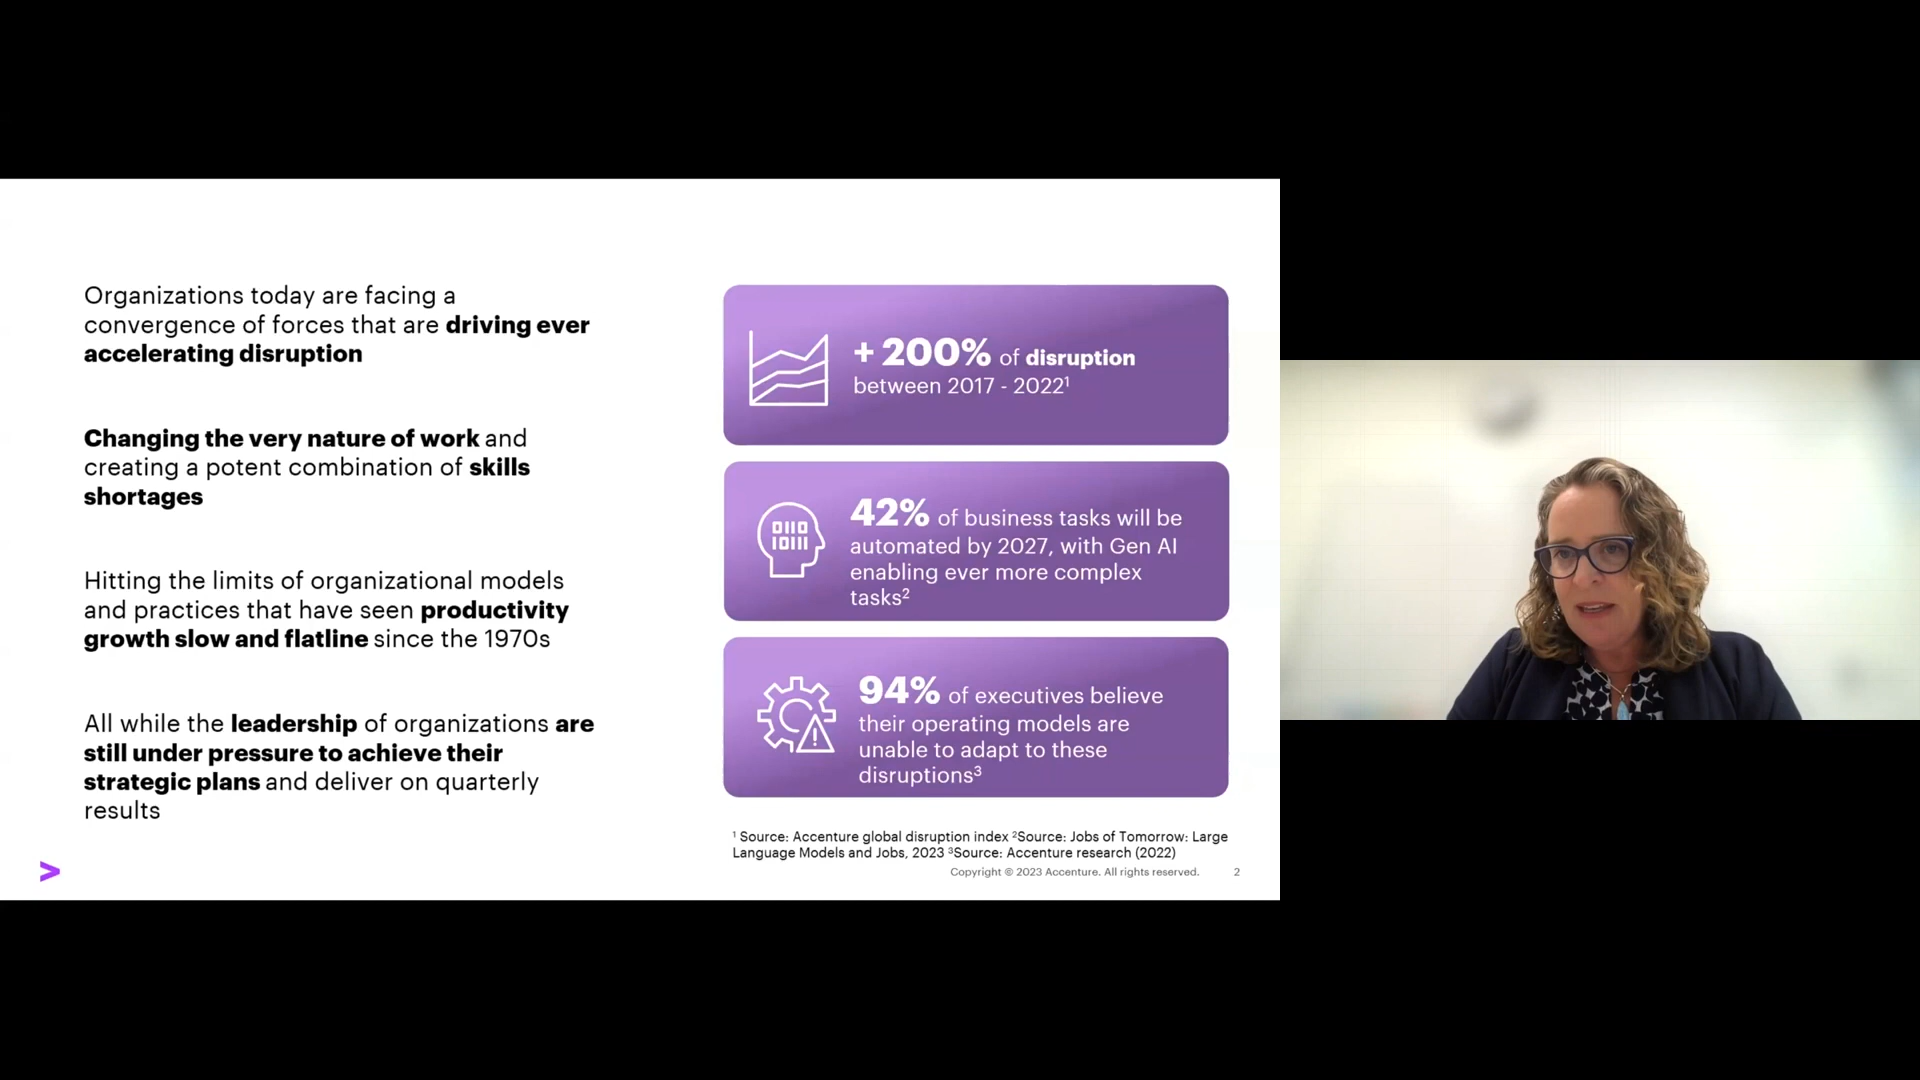 Organizations today are facing a
convergence of forces that are driving ever
accelerating disruption
Changing the very nature of work and
creating a potent combination of skills
shortages
Hitting the limits of organizational models
and practices that have seen productivity
growth slow and flatline since the 1970s
All while the leadership of organizations are
still under pressure to achieve their
strategic plans and deliver on quarterly
results
+ 200% of disruption
between 2017 - 2022¹
0110
10111
42% of business tasks will be
automated by 2027, with Gen AI
enabling ever more complex
tasks²
94% of executives believe
their operating models are
unable to adapt to these
disruptions³
¹ Source: Accenture global disruption index ²Source: Jobs of Tomorrow: Large
Language Models and Jobs, 2023 ³Source: Accenture research (2022)
Copyright © 2023 Accenture. All rights reserved. 2